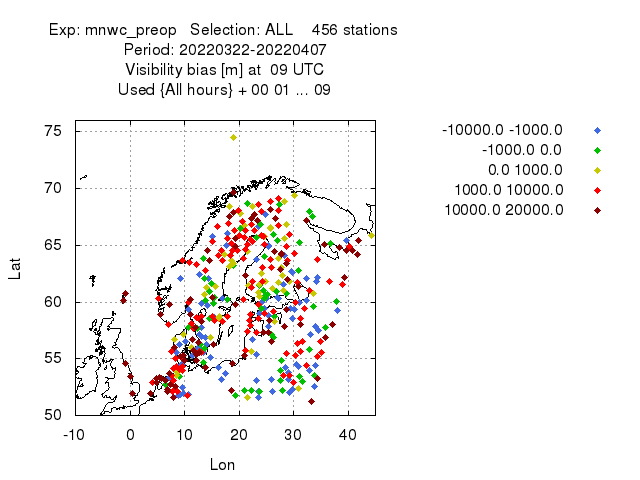 Exp: mnwc_preop   Selection: ALL    456 stations
Period: 20220322-20220407
Visibility bias [m] at  09 UTC
Used {All hours} + 00 01 ... 09
-10000.0 -1000.0
-1000.0 0.0
0.0 1000.0
1000.0 10000.0
10000.0 20000.0
75
70
65
60
55
50
Lat
-10 0 10 20 30 40
Lon